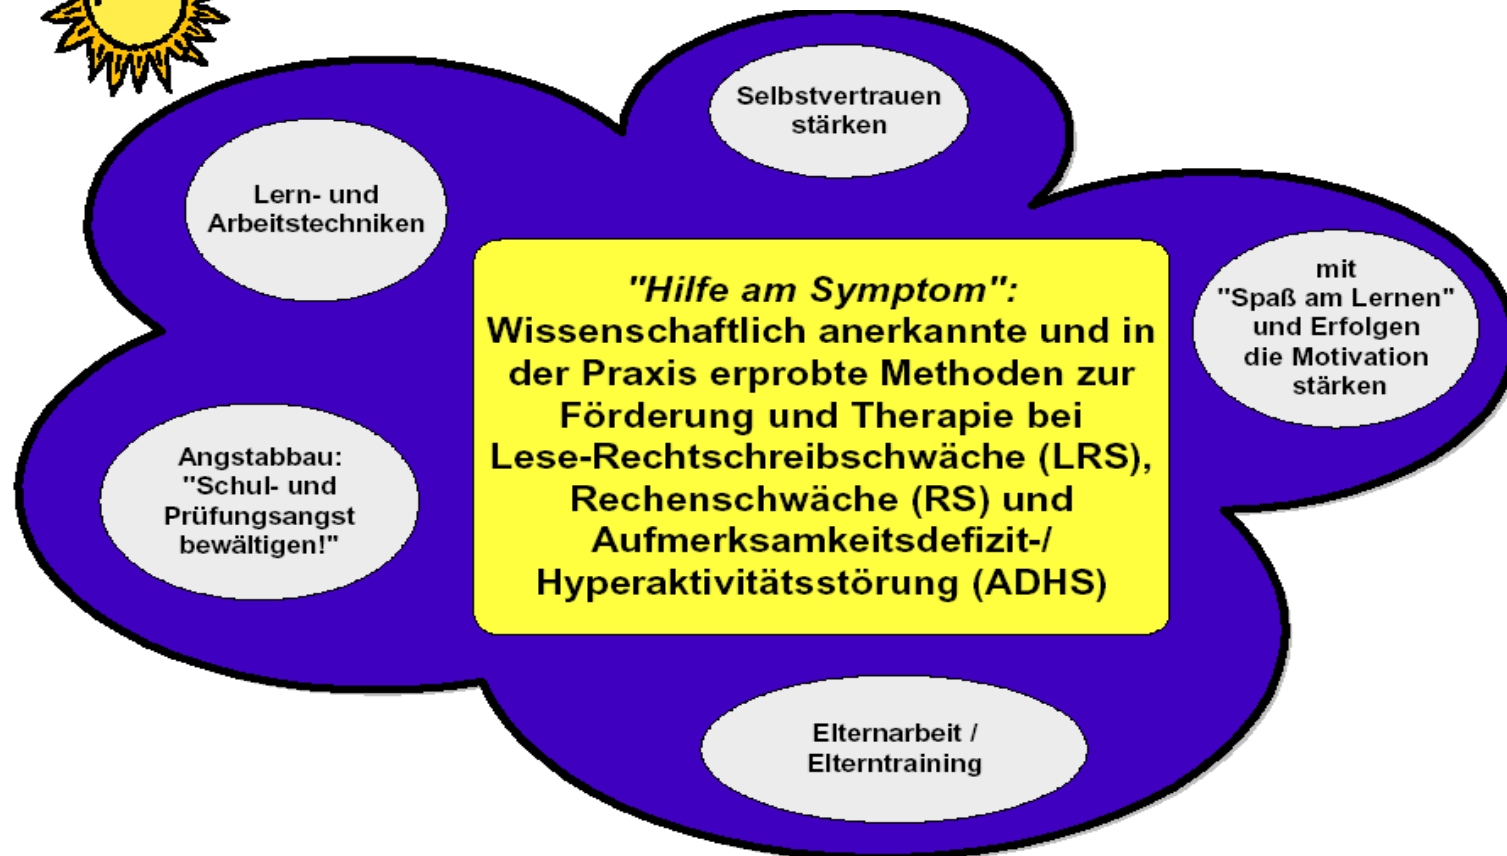 Selbstvertrauen
stärken
Lern- und
Arbeitstechniken
mit
"Spaß am Lernen"
und Erfolgen
die Motivation
stärken
"Hilfe am Symptom":
Wissenschaftlich anerkannte und in
der Praxis erprobte Methoden zur
Förderung und Therapie bei
Lese-Rechtschreibschwäche (LRS),
Rechenschwäche (RS) und
Aufmerksamkeitsdefizit-/
Hyperaktivitätsstörung (ADHS)
Angstabbau:
"Schul- und
Prüfungsangst
bewältigen!"
Elternarbeit /
Elterntraining